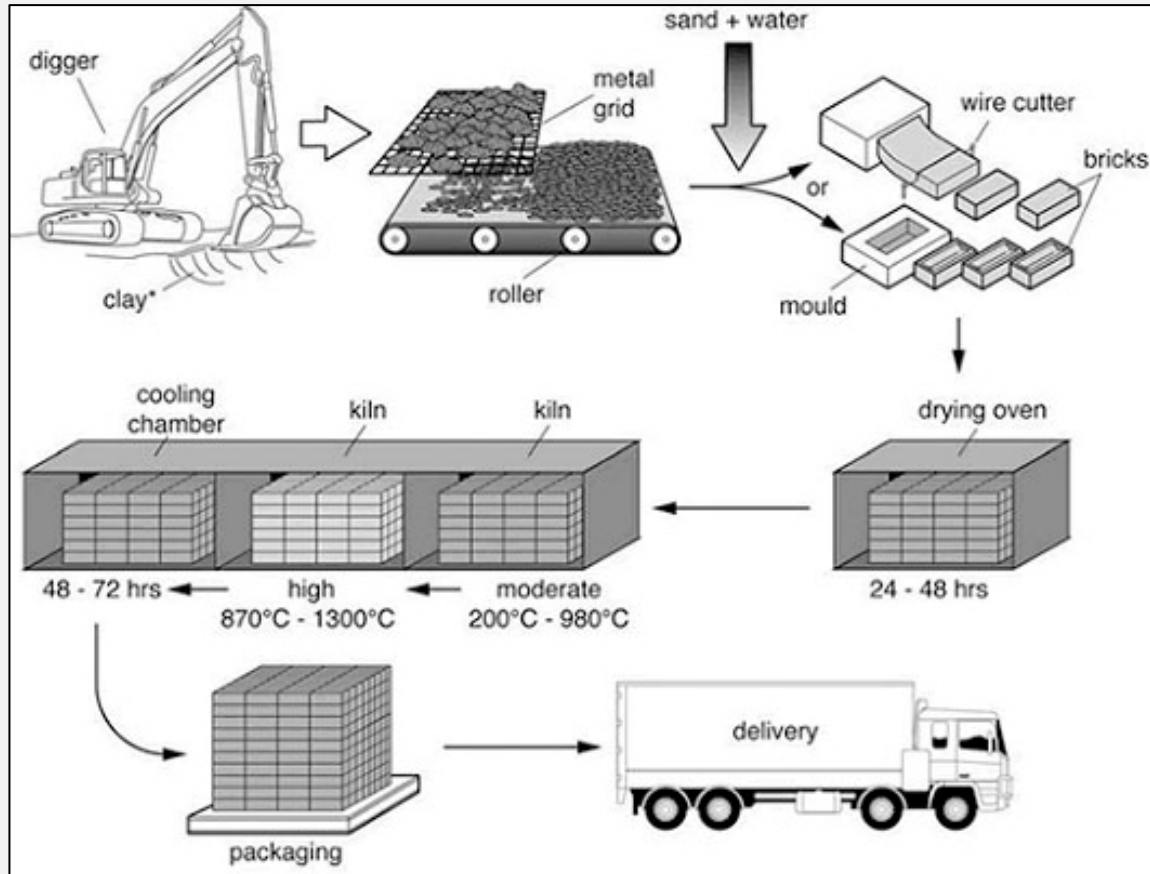 digger
clay*
metal
grid
roller
sand + water
or
wire cutter
bricks
mould
drying oven
24 - 48 hrs
kiln
moderate
200°C - 980°C
kiln
high
870°C - 1300°C
cooling
chamber
48 - 72 hrs
packaging
delivery